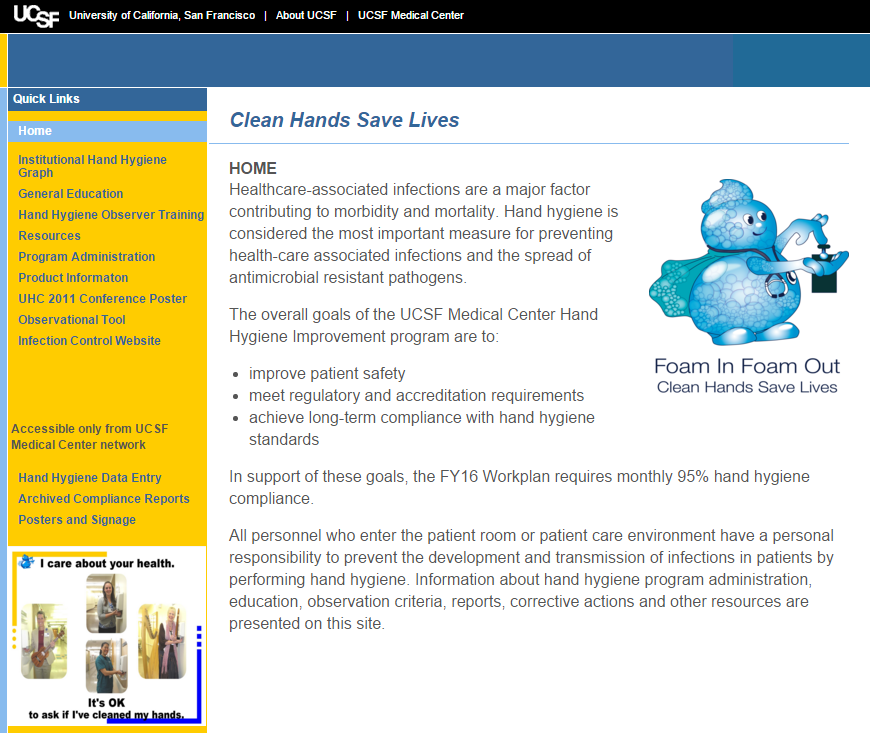 UCSF University of California, San Francisco | About UCSF | UCSF Medical Center
Quick Links
Home
Institutional Hand Hygiene
Graph
General Education
Hand Hygiene Observer Training
Resources
Program Administration
Product Informaton
UHC 2011 Conference Poster
Observational Tool
Infection Control Website
Accessible only from UCSF
Medical Center network
Hand Hygiene Data Entry
Archived Compliance Reports
Posters and Signage
I care about your health.
It's OK
to ask if I've cleaned my hands.
Clean Hands Save Lives
HOME
Healthcare-associated infections are a major factor
contributing to morbidity and mortality. Hand hygiene is
considered the most important measure for preventing
health-care associated infections and the spread of
antimicrobial resistant pathogens.
The overall goals of the UCSF Medical Center Hand
Hygiene Improvement program are to:
• improve patient safety
• meet regulatory and accreditation requirements
• achieve long-term compliance with hand hygiene
standards
Foam In Foam Out
Clean Hands Save Lives
In support of these goals, the FY16 Workplan requires monthly 95% hand hygiene
compliance.
All personnel who enter the patient room or patient care environment have a personal
responsibility to prevent the development and transmission of infections in patients by
performing hand hygiene. Information about hand hygiene program administration,
education, observation criteria, reports, corrective actions and other resources are
presented on this site.